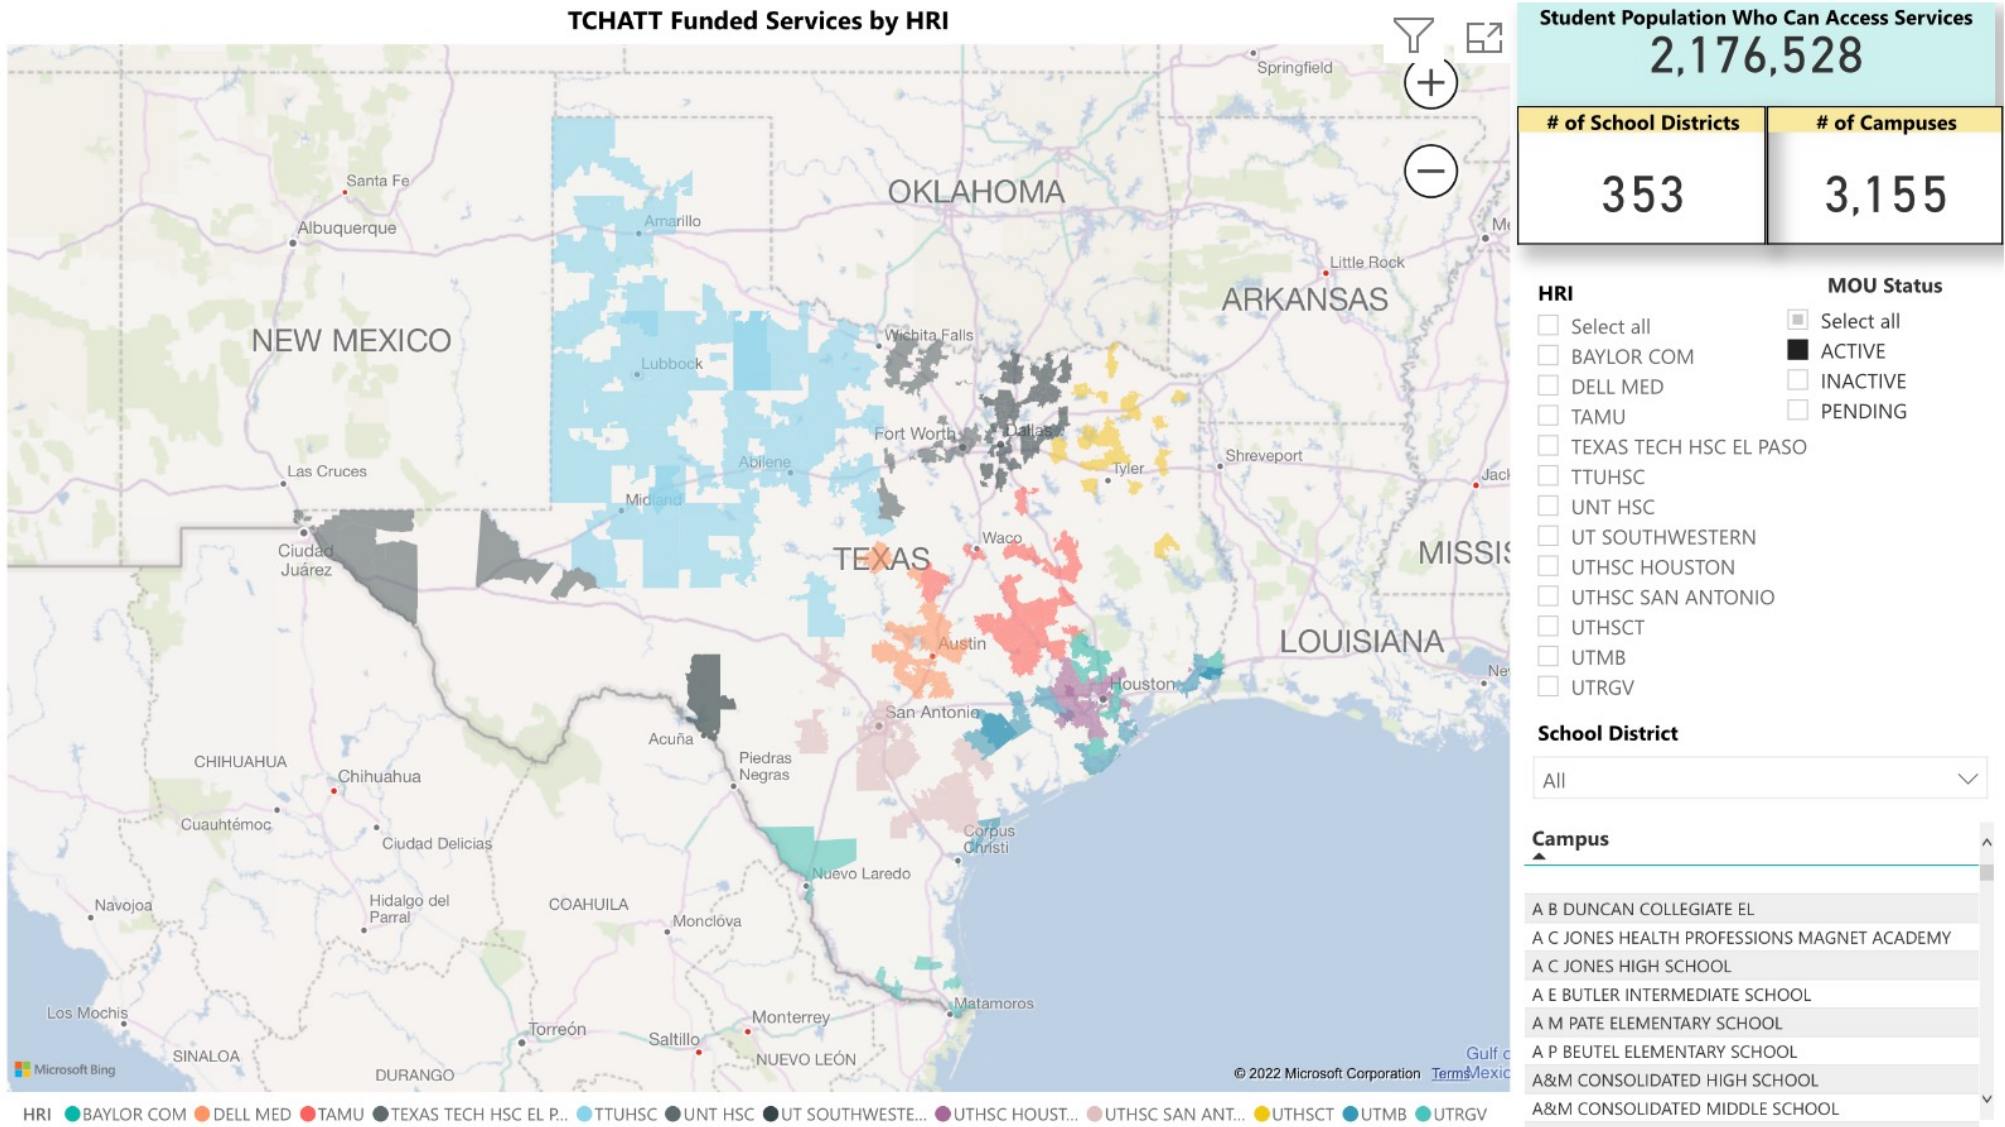 TCHATT Funded Services by HRI
Springfield
Santa Fe
OKLAHOMA
Albuquerque
Amarillo
Little Rock
ARKANSAS
NEW MEXICO
Wichita Falls
Lubbock
Fort Worth
Dallas
Abilene
Tyler
Shreveport
Las Cruces
Midland
Jack
Waco
Ciudad
Juárez
TEXAS
MISSIS
Austin
LOUISIANA
Houston
San Antonio
Acuña
Piedras
Negras
CHIHUAHUA
Chihuahua
Cuauhtémoc
Ciudad Delicias
Corpus
Christi
Nuevo Laredo
Navojoa
Hidalgo del
Parral
COAHUILA
Monclova
Los Mochis
Matamoros
Monterrey
Torreón
Saltillo
SINALOA
NUEVO LEÓN
DURANGO
Microsoft Bing
Gulf o
© 2022 Microsoft Corporation Terms
Mexic
HRI BAYLOR COM DELL MED TAMU TEXAS TECH HSC EL P... TTUHSC UNT HSC UT SOUTHWESTE... UTHSC HOUST... UTHSC SAN ANT... UTHSCT UTMB UTRGV
Student Population Who Can Access Services
2,176,528
# of School Districts
353
# of Campuses
3,155
HRI
Select all
BAYLOR COM
DELL MED
TAMU
TEXAS TECH HSC EL PASO
TTUHSC
UNT HSC
UT SOUTHWESTERN
UTHSC HOUSTON
UTHSC SAN ANTONIO
UTHSCT
UTMB
UTRGV
MOU Status
Select all
ACTIVE
INACTIVE
PENDING
School District
All
Campus
A B DUNCAN COLLEGIATE EL
A C JONES HEALTH PROFESSIONS MAGNET ACADEMY
A C JONES HIGH SCHOOL
A E BUTLER INTERMEDIATE SCHOOL
A M PATE ELEMENTARY SCHOOL
A P BEUTEL ELEMENTARY SCHOOL
A&M CONSOLIDATED HIGH SCHOOL
A&M CONSOLIDATED MIDDLE SCHOOL